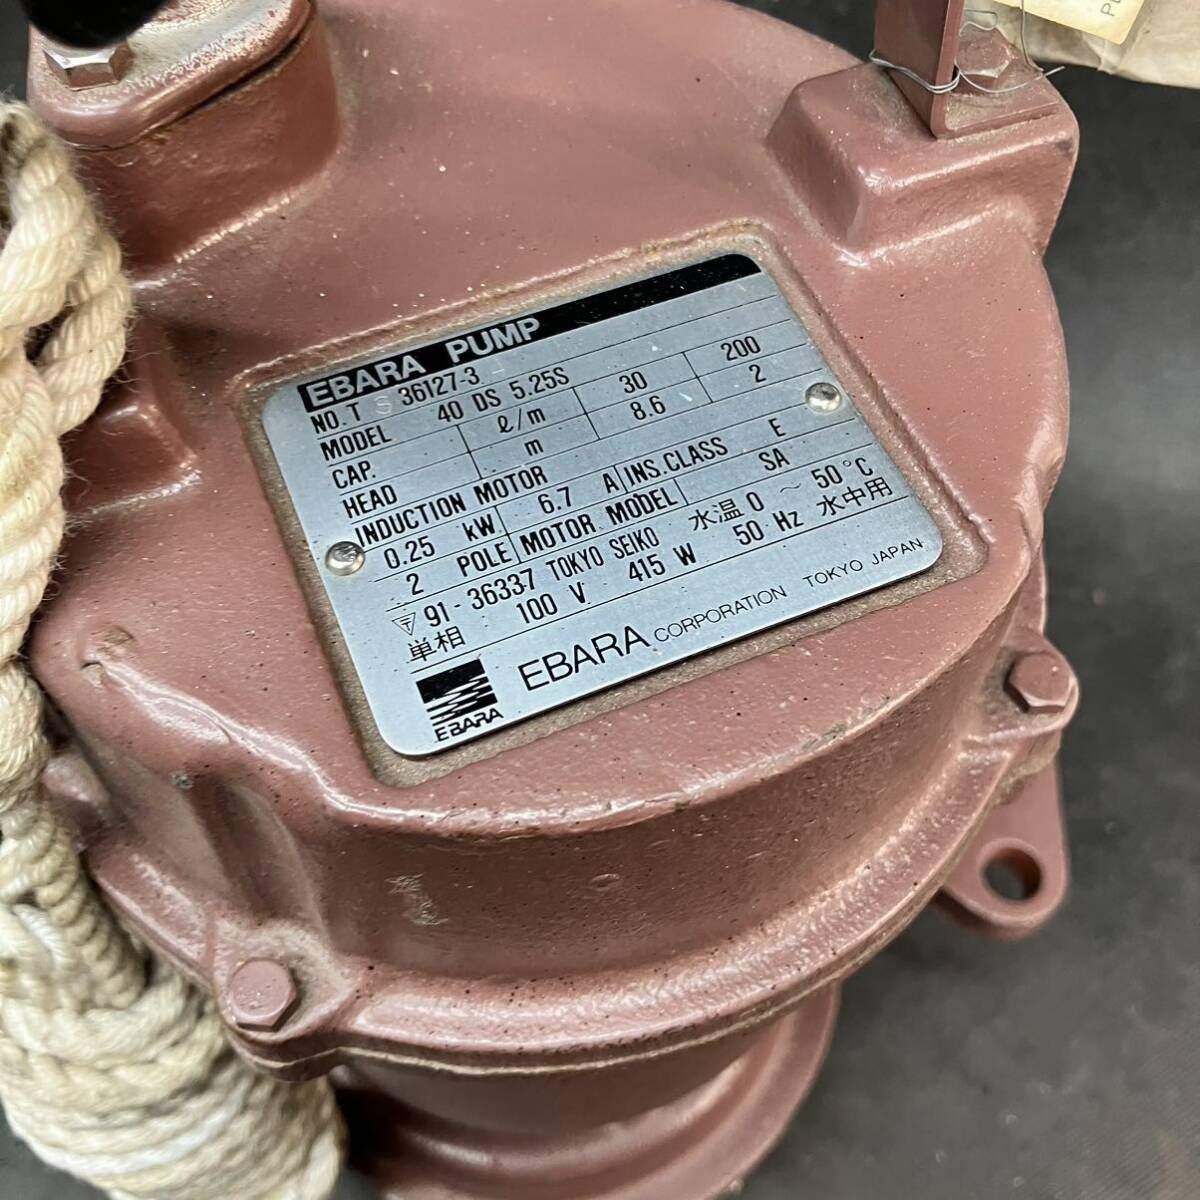 EBARA PUMP
NO. T S 36127-3
MODEL 40 DS 5.25S
CAP. ℓ/m 30 200
HEAD m 8.6 2
INDUCTION MOTOR
0.25 kW 6.7 A INS.CLASS E
2 POLE MOTOR MODEL SA
〒 91-36337 TOKYO SEIKO 水温 0 ～ 50°C
単相 100 V 415 W 50 Hz 水中用
EBARA CORPORATION TOKYO JAPAN
EBARA